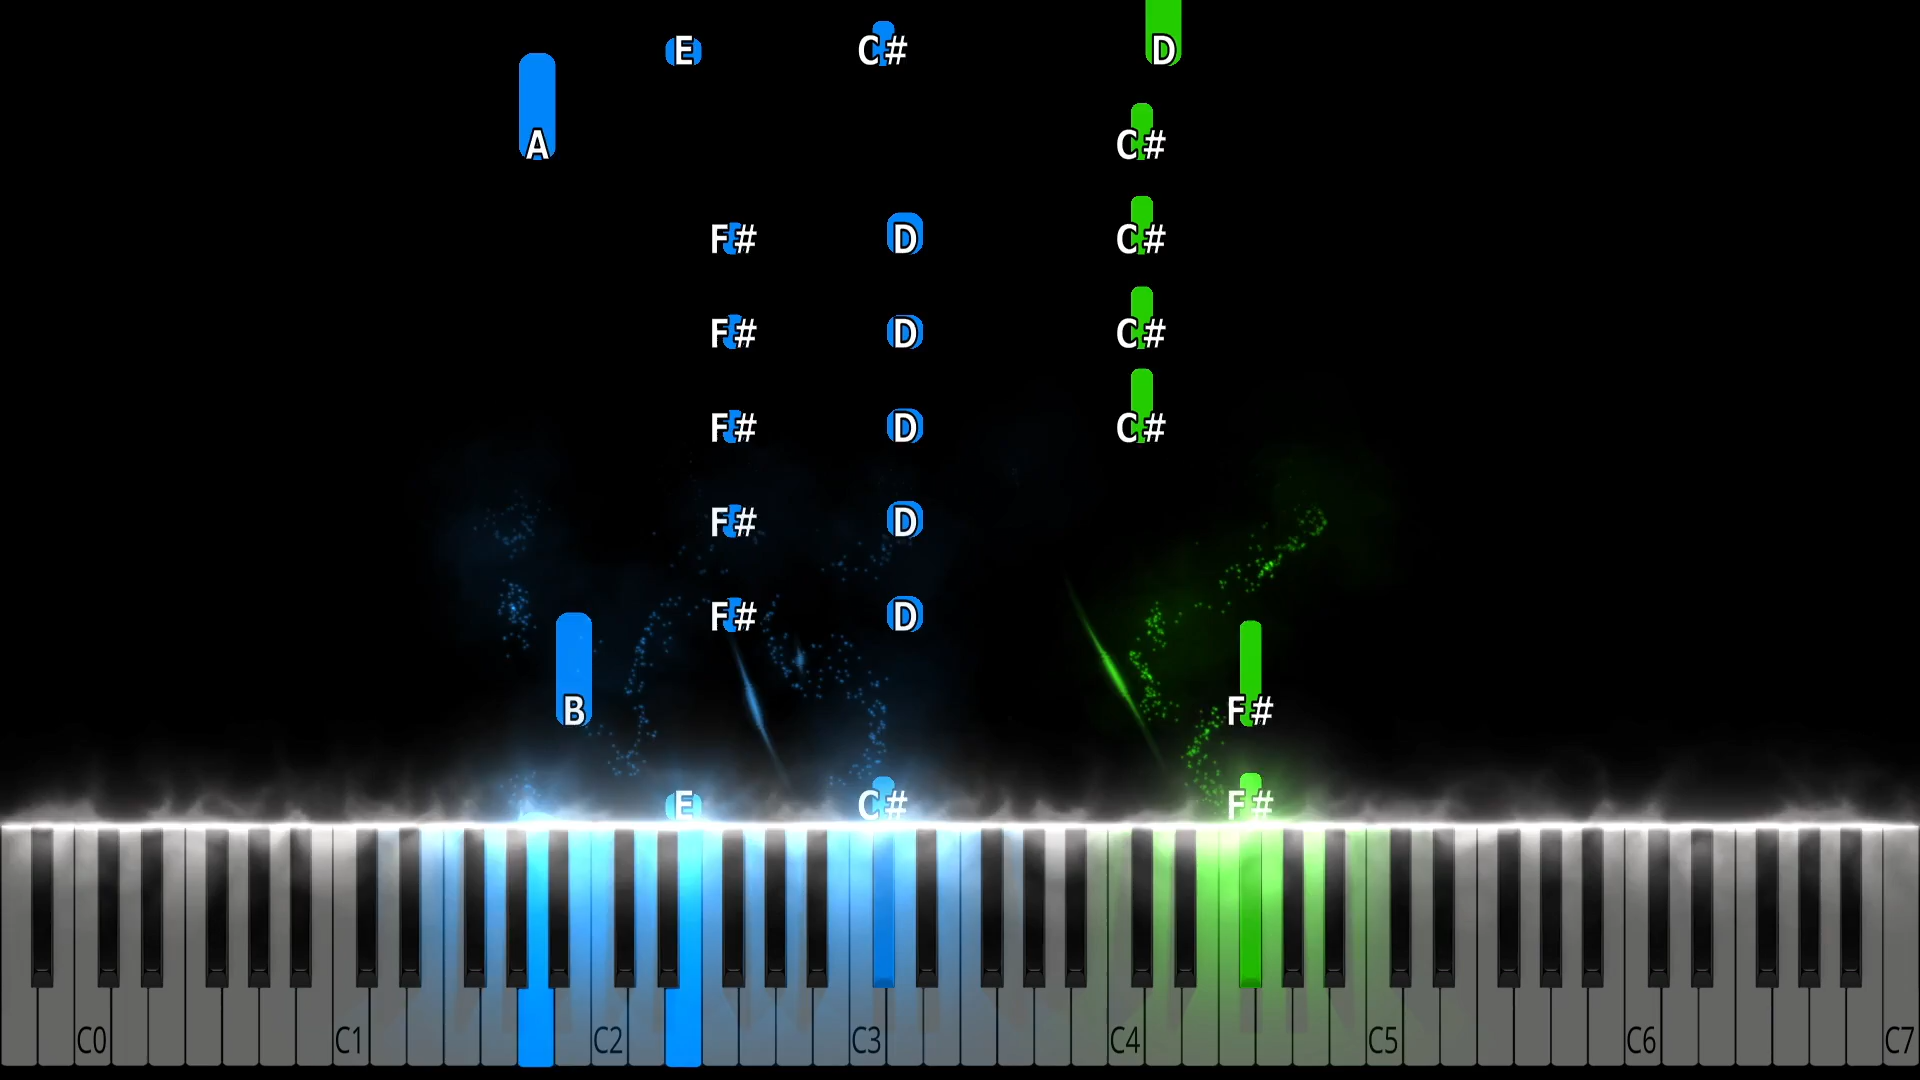 E C# D
A C#
F# D C#
F# D C#
F# D C#
F# D
F# D
B F#
E C# F#
C0 C1 C2 C3 C4 C5 C6 C7